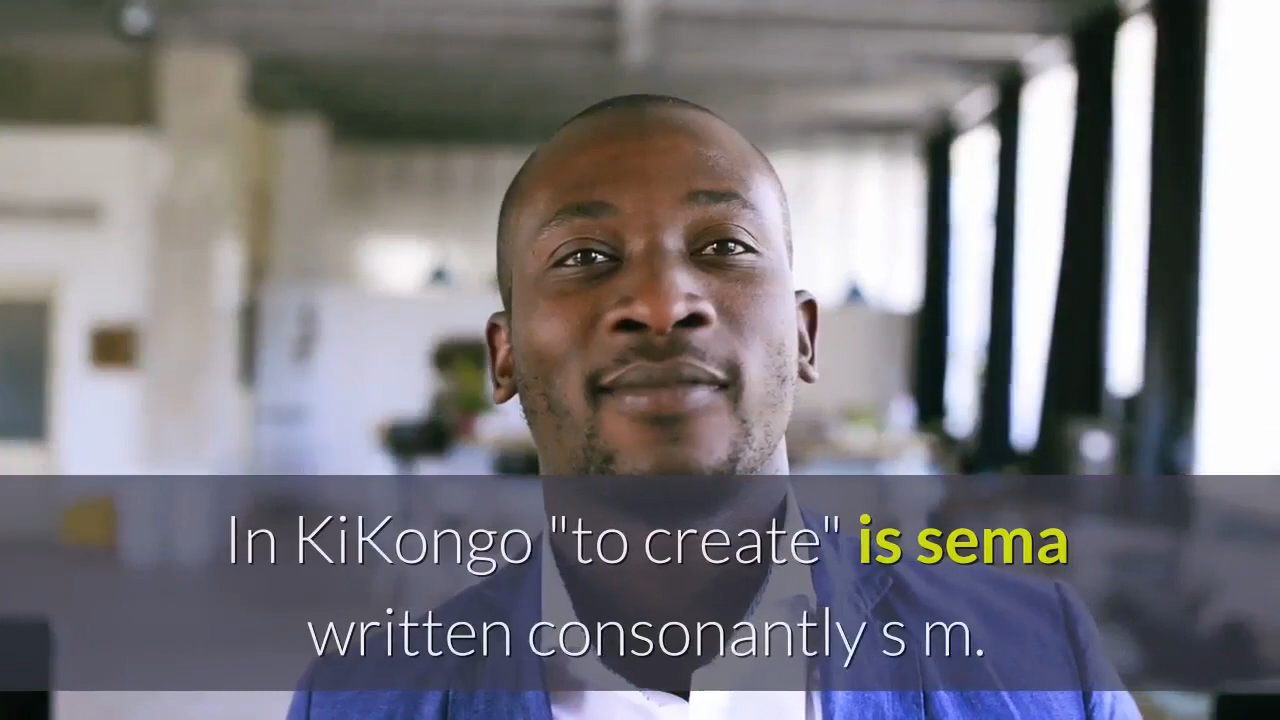 In KiKongo "to create" is sema
written consonantly s m.